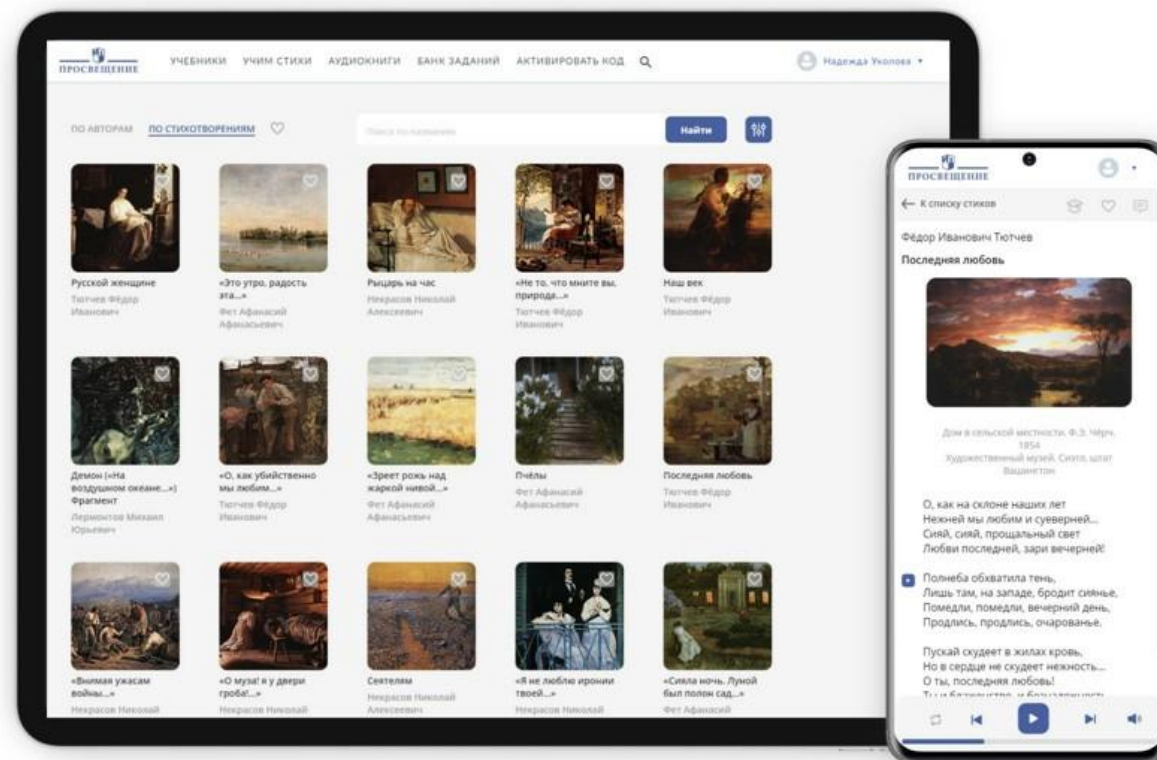 ПРОСВЕЩЕНИЕ
УЧЕБНИКИ УЧИМ СТИХИ АУДИОКНИГИ БАНК ЗАДАНИЙ АКТИВИРОВАТЬ КОД
Надежда Уколова
ПО АВТОРАМ ПО СТИХОТВОРЕНИЯМ
Поиск по названию
Найти
Русской женщине
Тютчев Фёдор
Иванович
«Это утро, радость
эта...»
Фет Афанасий
Афанасьевич
Рыцарь на час
Некрасов Николай
Алексеевич
«Не то, что мните вы,
природа...»
Тютчев Фёдор
Иванович
Наш век
Тютчев Фёдор
Иванович
Демон («На
воздушном океане...»)
Фрагмент
Лермонтов Михаил
Юрьевич
«О, как убийственно
мы любим...»
Тютчев Фёдор
Иванович
«Зреет рожь над
жаркой нивой...»
Фет Афанасий
Афанасьевич
Пчёлы
Фет Афанасий
Афанасьевич
Последняя любовь
Тютчев Фёдор
Иванович
«Внимая ужасам
войны...»
Некрасов Николай
«О муза! я у двери
гроба!...»
Некрасов Николай
Сеятелям
Некрасов Николай
Алексеевич
«Я не люблю иронии
твоей...»
Некрасов Николай
«Сияла ночь. Луной
был полон сад...»
Фет Афанасий
ПРОСВЕЩЕНИЕ
К списку стихов
Фёдор Иванович Тютчев
Последняя любовь
Дом в сельской местности. Ф.Э. Чёрч.
1854
Художественный музей. Сиэтл, штат
Вашингтон
О, как на склоне наших лет
Нежней мы любим и суеверней...
Сияй, сияй, прощальный свет
Любви последней, зари вечерней!
Полнеба обхватила тень,
Лишь там, на западе, бродит сиянье,
Помедли, помедли, вечерний день,
Продлись, продлись, очарованье.
Пускай скудеет в жилах кровь,
Но в сердце не скудеет нежность...
О ты, последняя любовь!
Ты и блаженство, и безнадежность